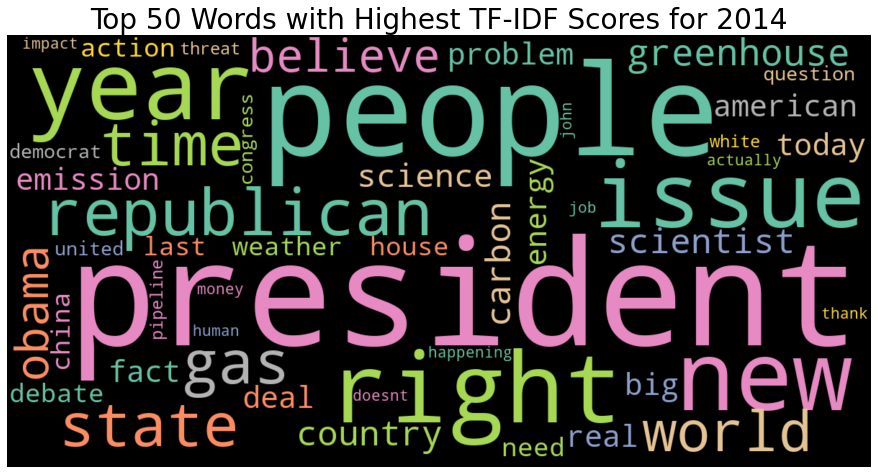 Top 50 Words with Highest TF-IDF Scores for 2014
impact action threat believe problem greenhouse
year people john question
congress american
democrat time white today
actually
emission science energy issue
republican job
united last weather house carbon scientist
obama china pipeline president
money
human thank
gas happening
fact right new
debate deal doesnt big
state country need real world